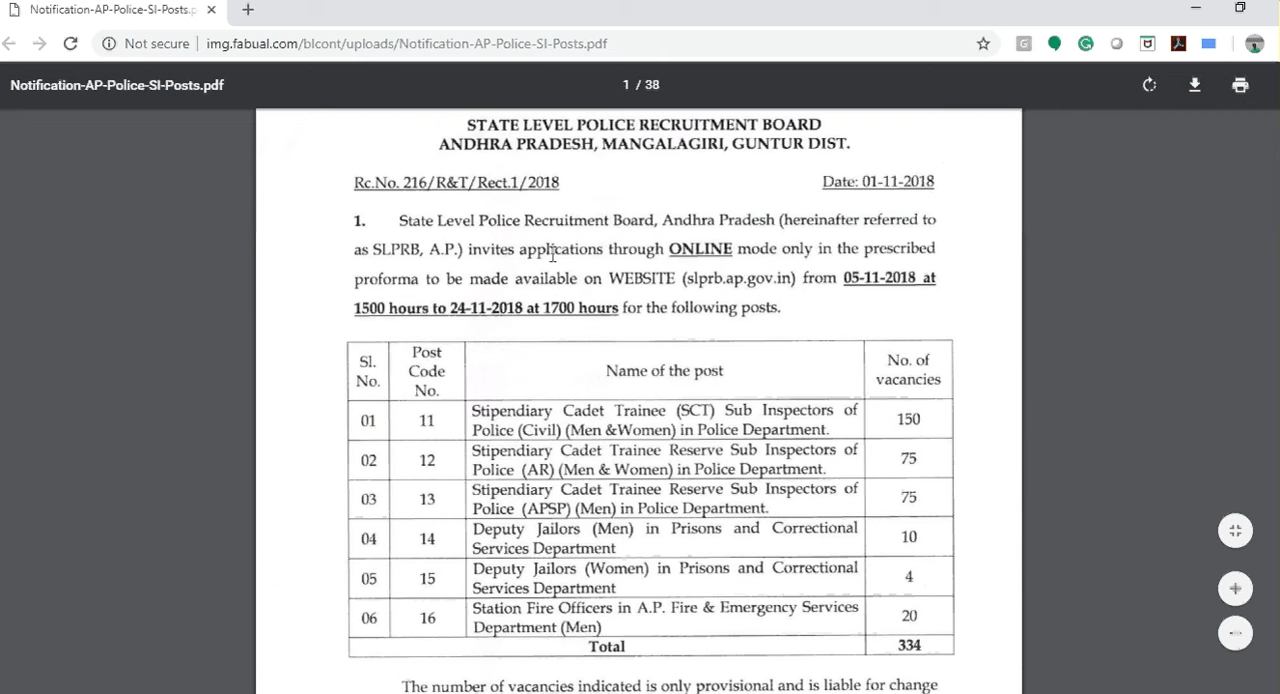 Notification-AP-Police-SI-Posts.p
Not secure | img.fabual.com/blcont/uploads/Notification-AP-Police-SI-Posts.pdf
Notification-AP-Police-SI-Posts.pdf 1 / 38
STATE LEVEL POLICE RECRUITMENT BOARD
ANDHRA PRADESH, MANGALAGIRI, GUNTUR DIST.
Rc.No. 216/R&T/Rect.1/2018 Date: 01-11-2018
1. State Level Police Recruitment Board, Andhra Pradesh (hereinafter referred to
as SLPRB, A.P.) invites applications through ONLINE mode only in the prescribed
proforma to be made available on WEBSITE (slprb.ap.gov.in) from 05-11-2018 at
1500 hours to 24-11-2018 at 1700 hours for the following posts.
Sl. No. Post Code No. Name of the post No. of vacancies
01 11 Stipendiary Cadet Trainee (SCT) Sub Inspectors of
Police (Civil) (Men &Women) in Police Department. 150
02 12 Stipendiary Cadet Trainee Reserve Sub Inspectors of
Police (AR) (Men & Women) in Police Department. 75
03 13 Stipendiary Cadet Trainee Reserve Sub Inspectors of
Police (APSP) (Men) in Police Department. 75
04 14 Deputy Jailors (Men) in Prisons and Correctional
Services Department 10
05 15 Deputy Jailors (Women) in Prisons and Correctional
Services Department 4
06 16 Station Fire Officers in A.P. Fire & Emergency Services
Department (Men) 20
Total 334
The number of vacancies indicated is only provisional and is liable for change